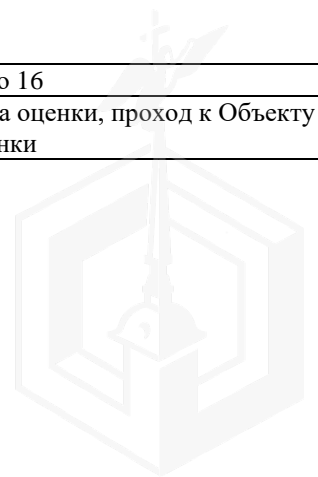 о 16
а оценки, проход к Объекту
нки